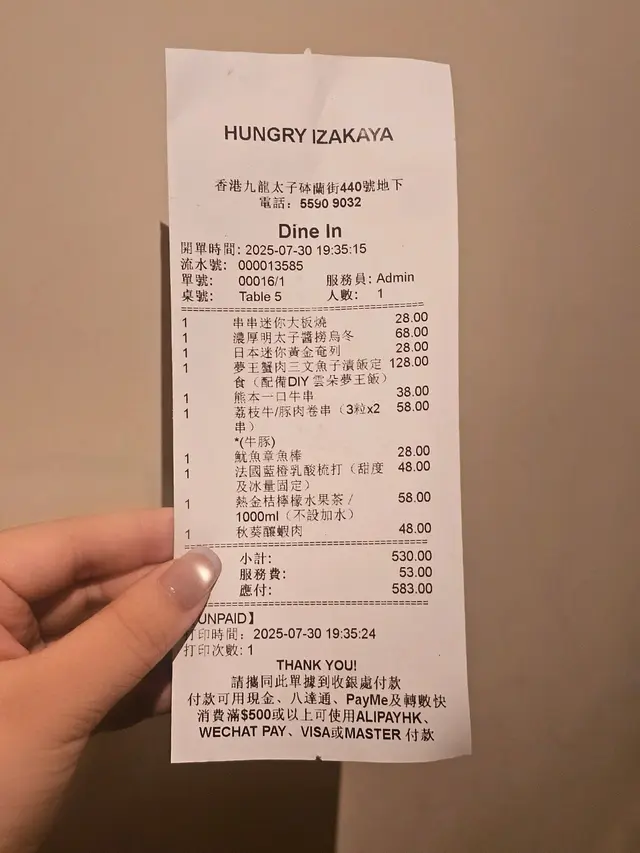 HUNGRY IZAKAYA
香港九龍太子砵蘭街440號地下
電話：5590 9032
Dine In
開單時間: 2025-07-30 19:35:15
流水號: 000013585
單號: 00016/1 服務員: Admin
桌號: Table 5 人數: 1
1 串串迷你大板燒 28.00
1 濃厚明太子醬撈烏冬 68.00
1 日本迷你黃金奄列 28.00
1 夢王蟹肉三文魚子漬飯定 128.00
食（配備DIY 雲朵夢王飯）
1 熊本一口牛串 38.00
1 荔枝牛/豚肉卷串（3粒x2 58.00
串）
*(牛豚)
1 魷魚章魚棒 28.00
1 法國藍橙乳酸梳打（甜度 48.00
及冰量固定）
1 熱金桔檸檬水果茶 / 58.00
1000ml（不設加水）
1 秋葵釀蝦肉 48.00
小計: 530.00
服務費: 53.00
應付: 583.00
UNPAID】
打印時間：2025-07-30 19:35:24
打印次數: 1
THANK YOU!
請攜同此單據到收銀處付款
付款可用現金、八達通、PayMe及轉數快
消費滿$500或以上可使用ALIPAYHK、
WECHAT PAY、VISA或MASTER 付款